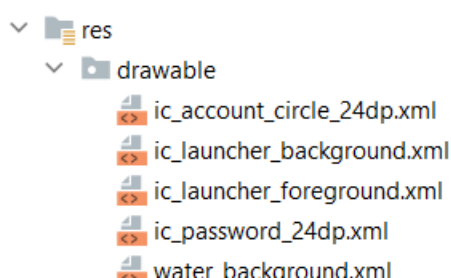 res
drawable
ic_account_circle_24dp.xml
ic_launcher_background.xml
ic_launcher_foreground.xml
ic_password_24dp.xml
water_background.xml